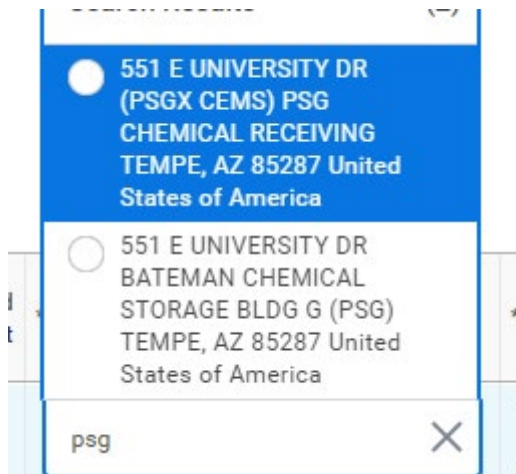 551 E UNIVERSITY DR
(PSGX CEMS) PSG
CHEMICAL RECEIVING
TEMPE, AZ 85287 United
States of America
551 E UNIVERSITY DR
BATEMAN CHEMICAL
STORAGE BLDG G (PSG)
TEMPE, AZ 85287 United
States of America
psg